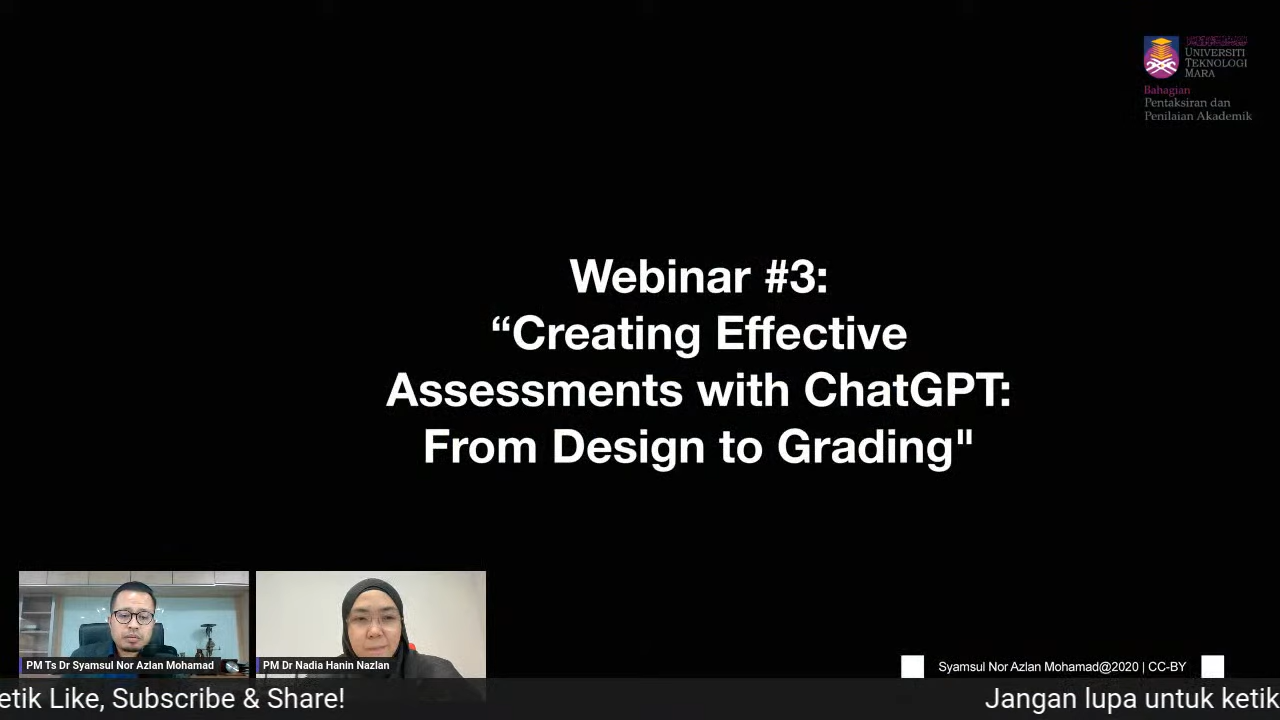 UNIVERSITI
TEKNOLOGI
MARA
Bahagian
Pentaksiran dan
Penilaian Akademik
Webinar #3:
“Creating Effective
Assessments with ChatGPT:
From Design to Grading"
PM Ts Dr Syamsul Nor Azlan Mohamad
PM Dr Nadia Hanin Nazlan
Syamsul Nor Azlan Mohamad@2020 | CC-BY
etik Like, Subscribe & Share!
Jangan lupa untuk ketik